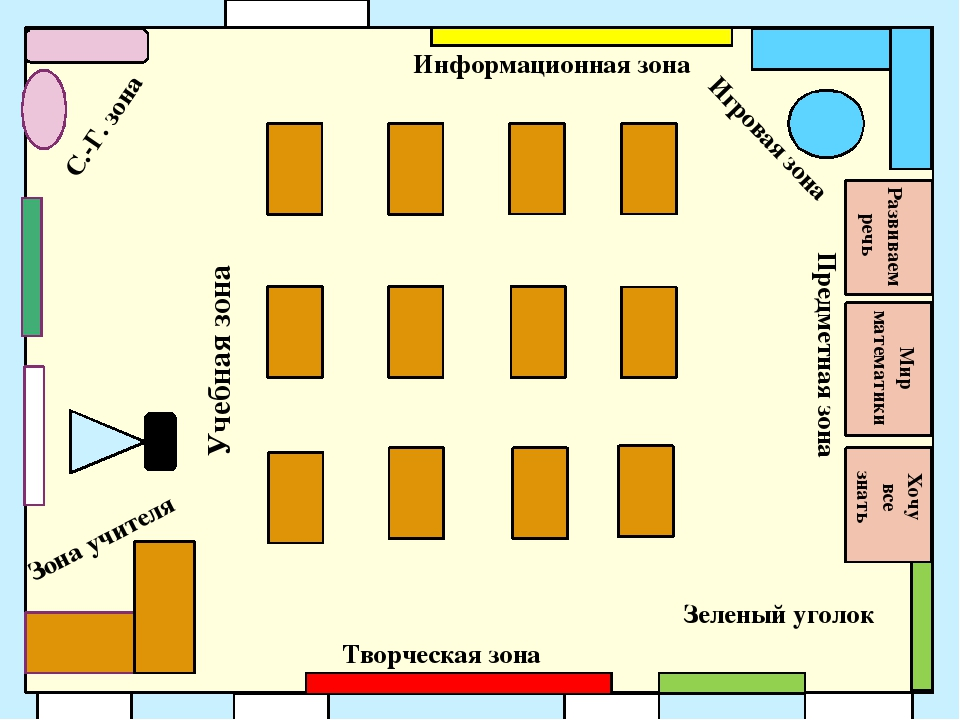 Информационная зона
С.-Г. зона
Игровая зона
Развиваем
речь
Учебная зона
Предметная зона
Мир
математики
Хочу
все
знать
Зона учителя
Зеленый уголок
Творческая зона